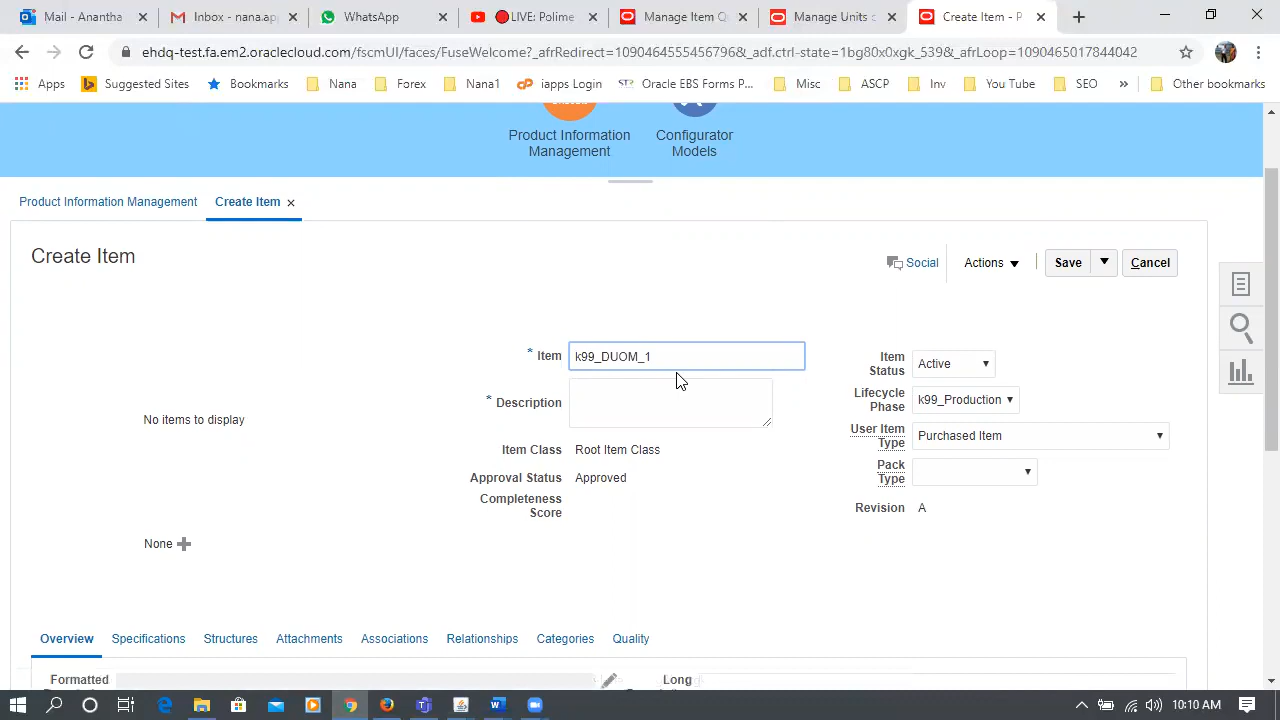 Mail - Anantha
Inbox - nana.app
WhatsApp
LIVE: Polime
Manage Item C
Manage Units c
Create Item - P
ehdq-test.fa.em2.oraclecloud.com/fscmUI/faces/FuseWelcome?_afrRedirect=10904645554556796&_adf.ctrl-state=1bg80x0xgk_539&_afrLoop=1090465017844042
Apps
Suggested Sites
Bookmarks
Nana
Forex
Nana1
iapps Login
Oracle EBS Forms P...
Misc
ASCP
Inv
You Tube
SEO
»
Other bookmarks
Product Information
Management
Configurator
Models
Product Information Management
Create Item
Create Item
Social
Actions
Save
Cancel
* Item k99_DUOM_1
* Description
Item Class Root Item Class
Approval Status Approved
Completeness
Score
No items to display
None
Item
Status
Active
Lifecycle
Phase
k99_Production
User Item
Type
Purchased Item
Pack
Type
Revision A
Overview
Specifications
Structures
Attachments
Associations
Relationships
Categories
Quality
Formatted
Long
10:10 AM